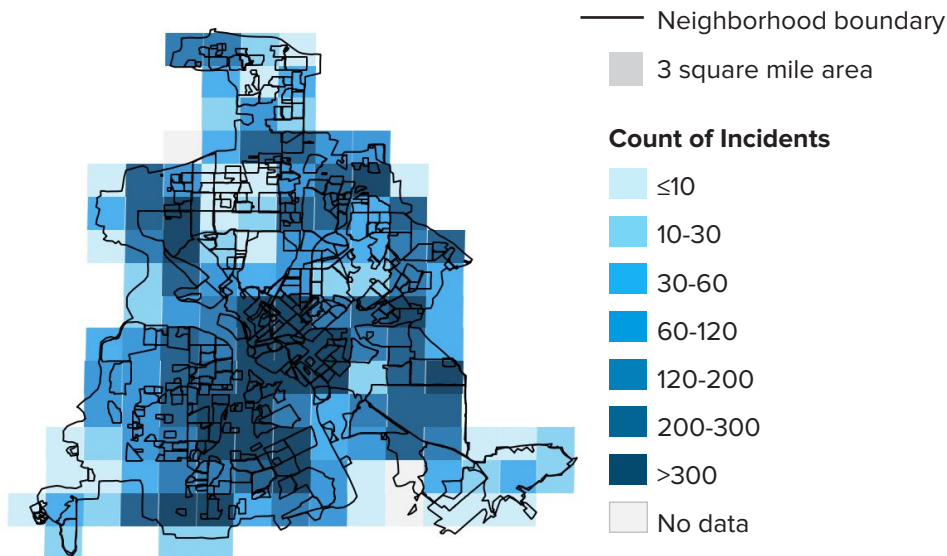 Neighborhood boundary
3 square mile area
Count of Incidents
≤10
10-30
30-60
60-120
120-200
200-300
>300
No data